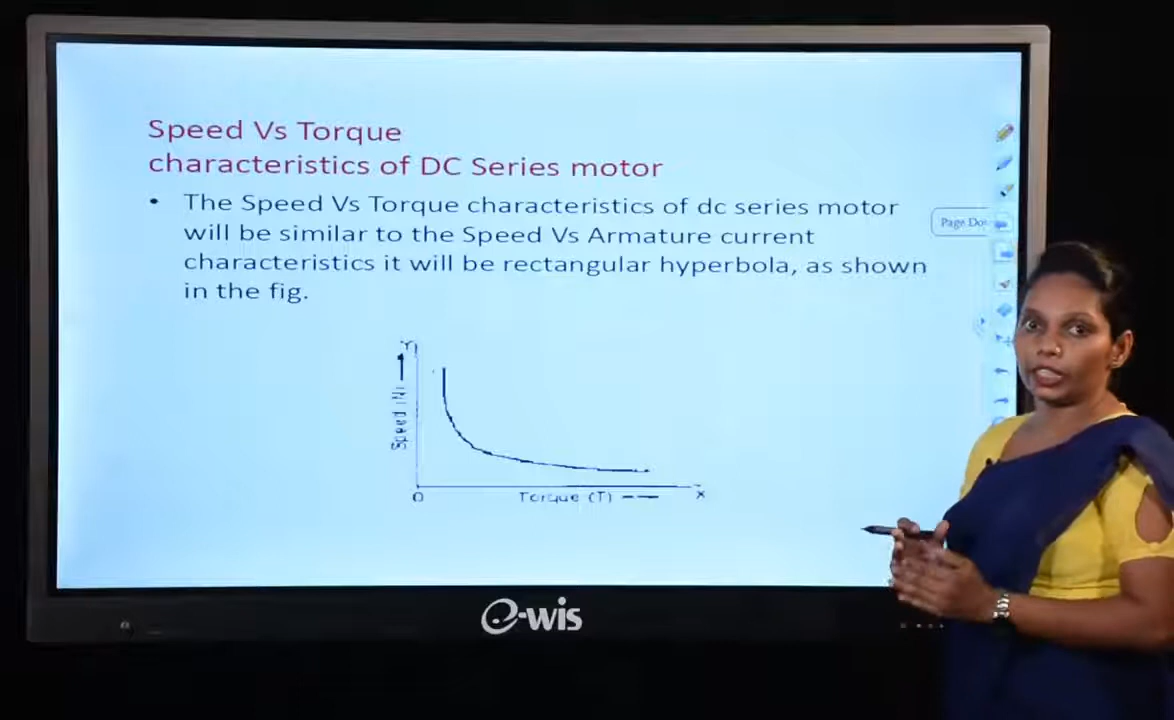 Speed Vs Torque
characteristics of DC Series motor
• The Speed Vs Torque characteristics of dc series motor
will be similar to the Speed Vs Armature current
characteristics it will be rectangular hyperbola, as shown
in the fig.
Page Do
Y
Speed (N)
O
Torque (T)
X
e-wis